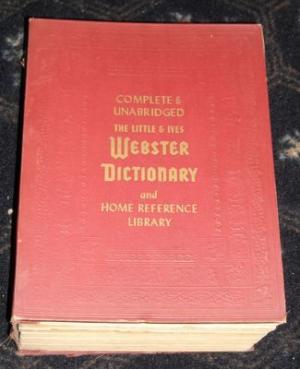 COMPLETE &
UNABRIDGED
THE LITTLE & IVES
WEBSTER
DICTIONARY
and
HOME REFERENCE
LIBRARY